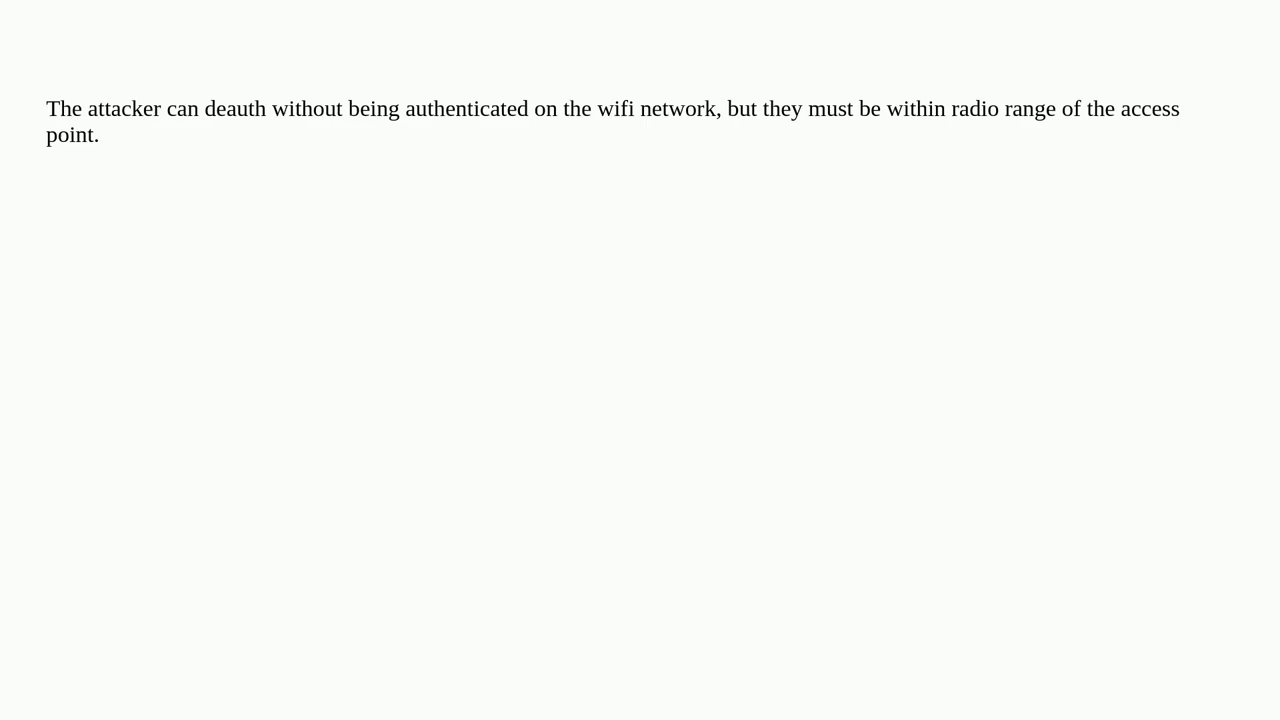 The attacker can deauth without being authenticated on the wifi network, but they must be within radio range of the access
point.